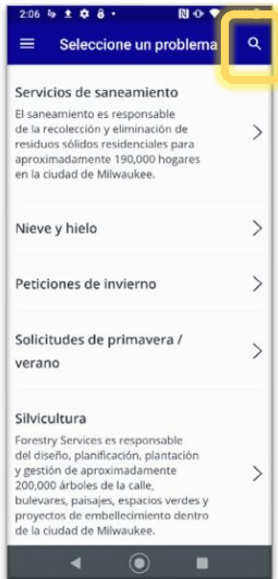 2:06
Seleccione un problema
Servicios de saneamiento
El saneamiento es responsable
de la recolección y eliminación de
residuos sólidos residenciales para
aproximadamente 190,000 hogares
en la ciudad de Milwaukee.
Nieve y hielo
Peticiones de invierno
Solicitudes de primavera /
verano
Silvicultura
Forestry Services es responsable
del diseño, planificación, plantación
y gestión de aproximadamente
200,000 árboles de la calle,
bulevares, paisajes, espacios verdes y
proyectos de embellecimiento dentro
de la ciudad de Milwaukee.